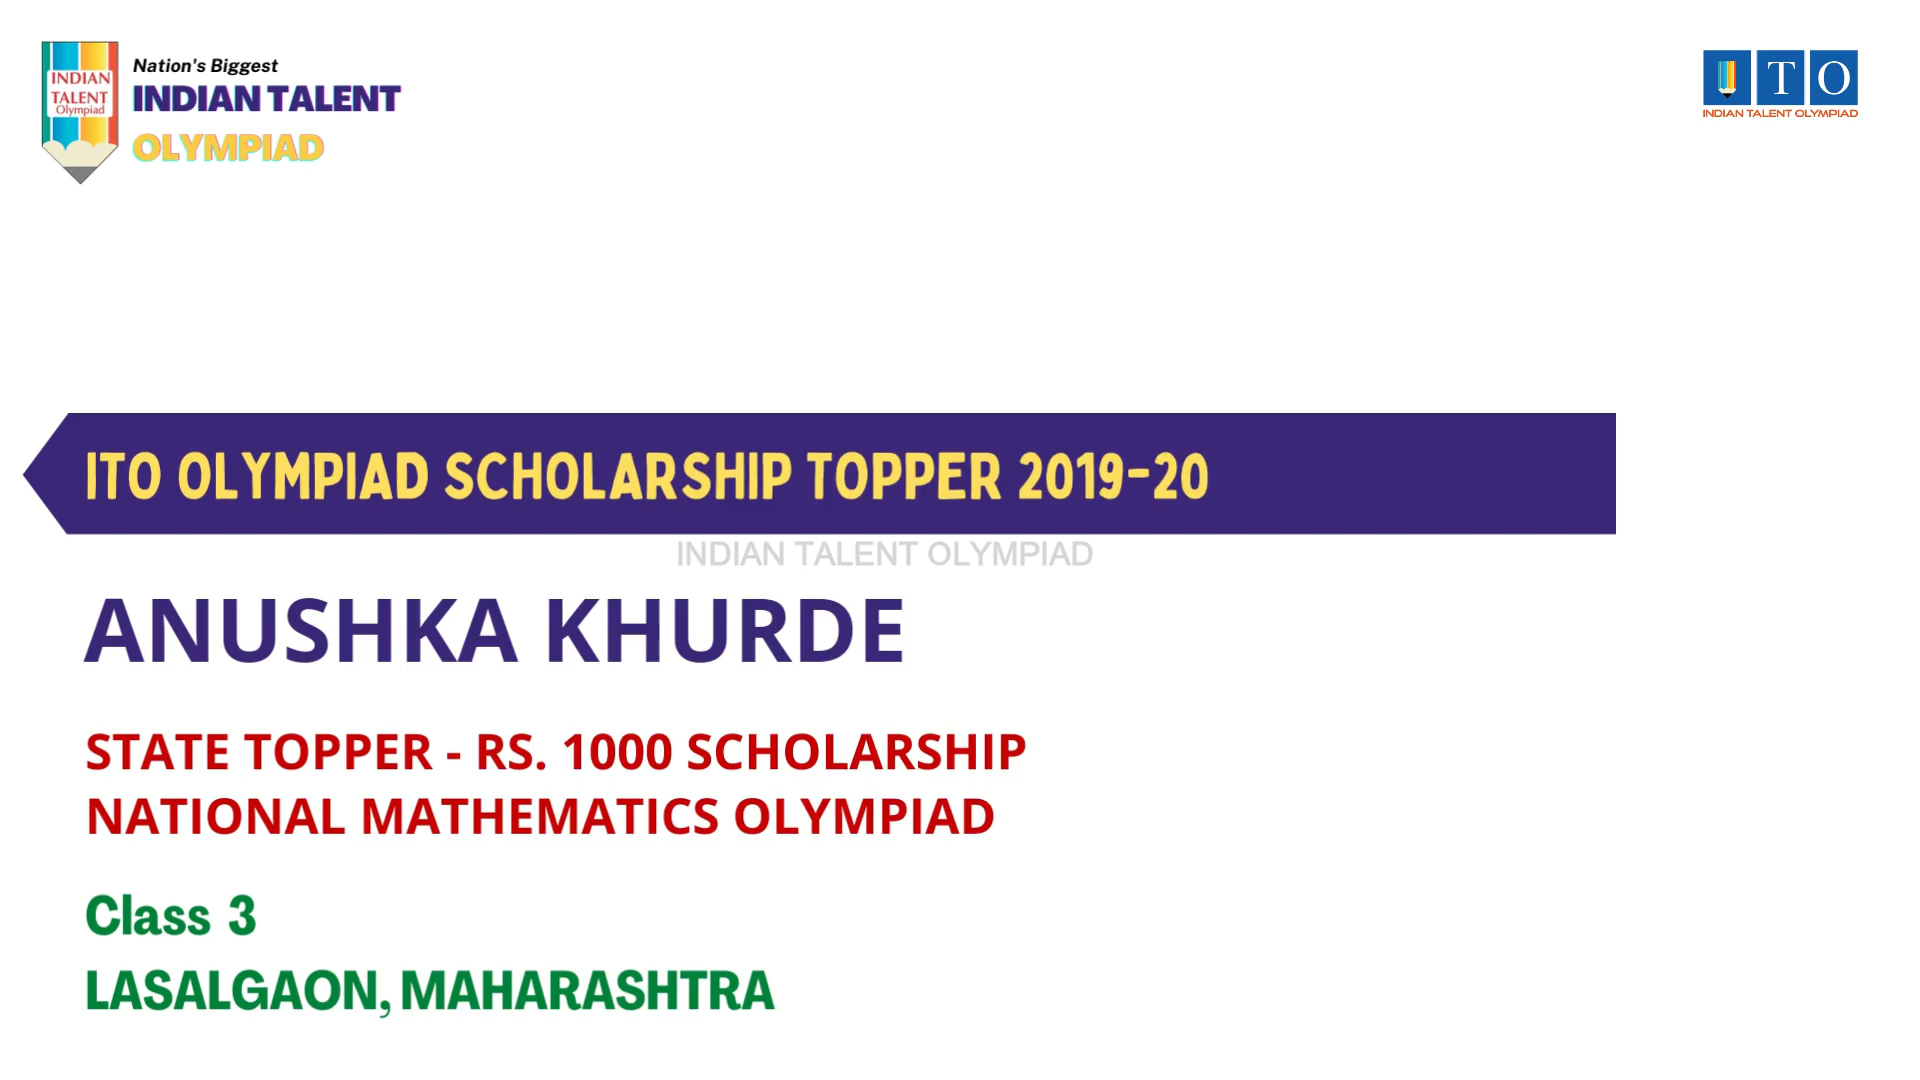 INDIAN
TALENT
Olympiad
Nation's Biggest
INDIAN TALENT
OLYMPIAD
T O
INDIAN TALENT OLYMPIAD
ITO OLYMPIAD SCHOLARSHIP TOPPER 2019-20
INDIAN TALENT OLYMPIAD
ANUSHKA KHURDE
STATE TOPPER - RS. 1000 SCHOLARSHIP
NATIONAL MATHEMATICS OLYMPIAD
Class 3
LASALGAON, MAHARASHTRA